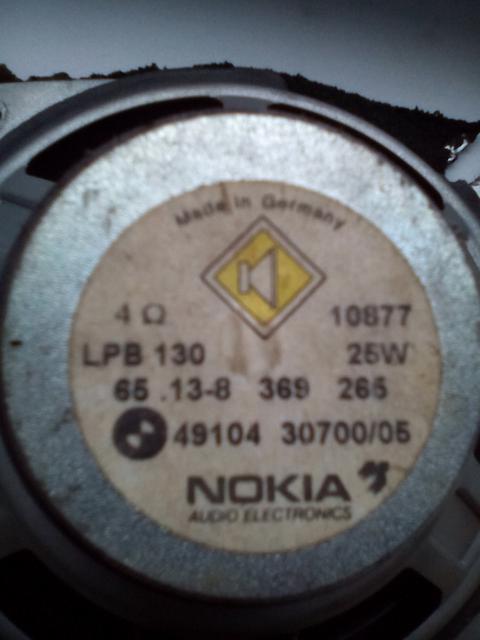 Made in Germany
4 Ω 10877
LPB 130 25W
65 .13-8 369 265
49104 30700/05
NOKIA
AUDIO ELECTRONICS